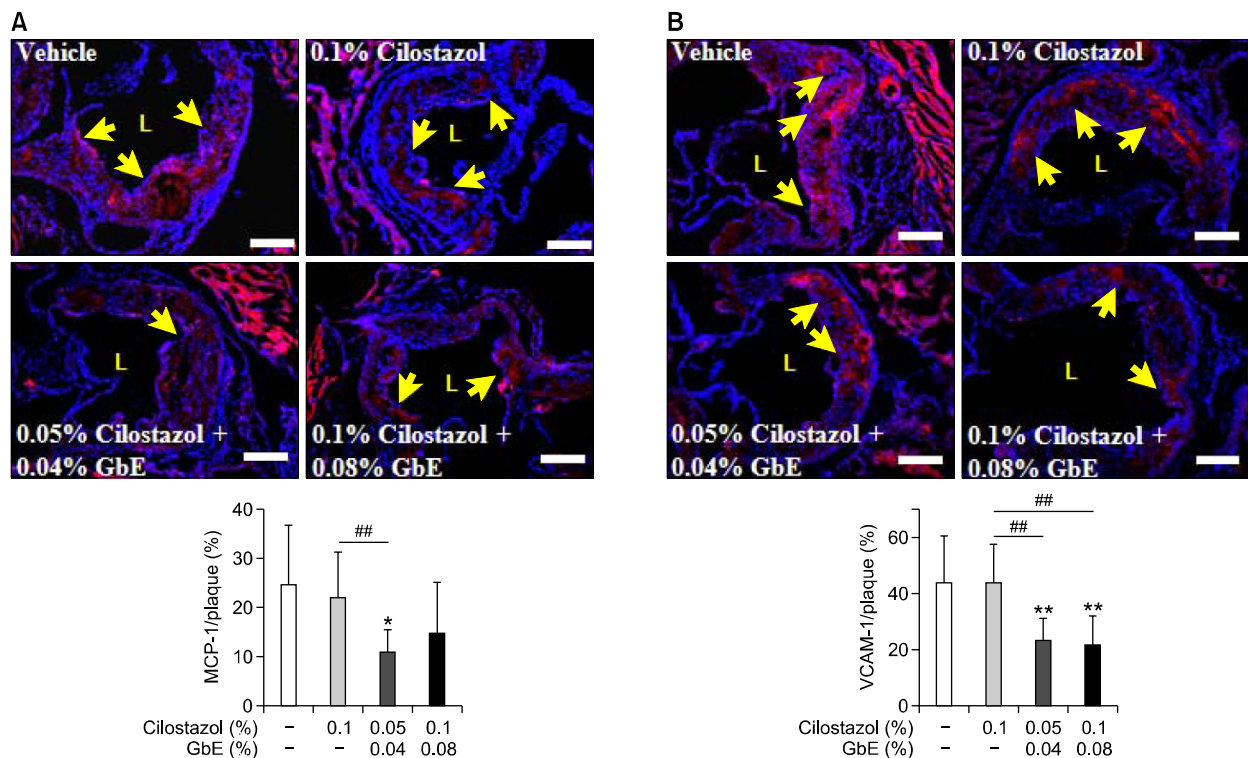 A
Vehicle
L
0.1% Cilostazol
L
L
0.05% Cilostazol +
0.04% GbE
L
0.1% Cilostazol +
0.08% GbE
MCP-1/plaque (%)
40
30
20
10
0
##
*
Cilostazol (%) – 0.1 0.05 0.1
GbE (%) – – 0.04 0.08
B
Vehicle
L
0.1% Cilostazol
L
L
0.05% Cilostazol +
0.04% GbE
L
0.1% Cilostazol +
0.08% GbE
VCAM-1/plaque (%)
60
40
20
0
##
##
**
**
Cilostazol (%) – 0.1 0.05 0.1
GbE (%) – – 0.04 0.08